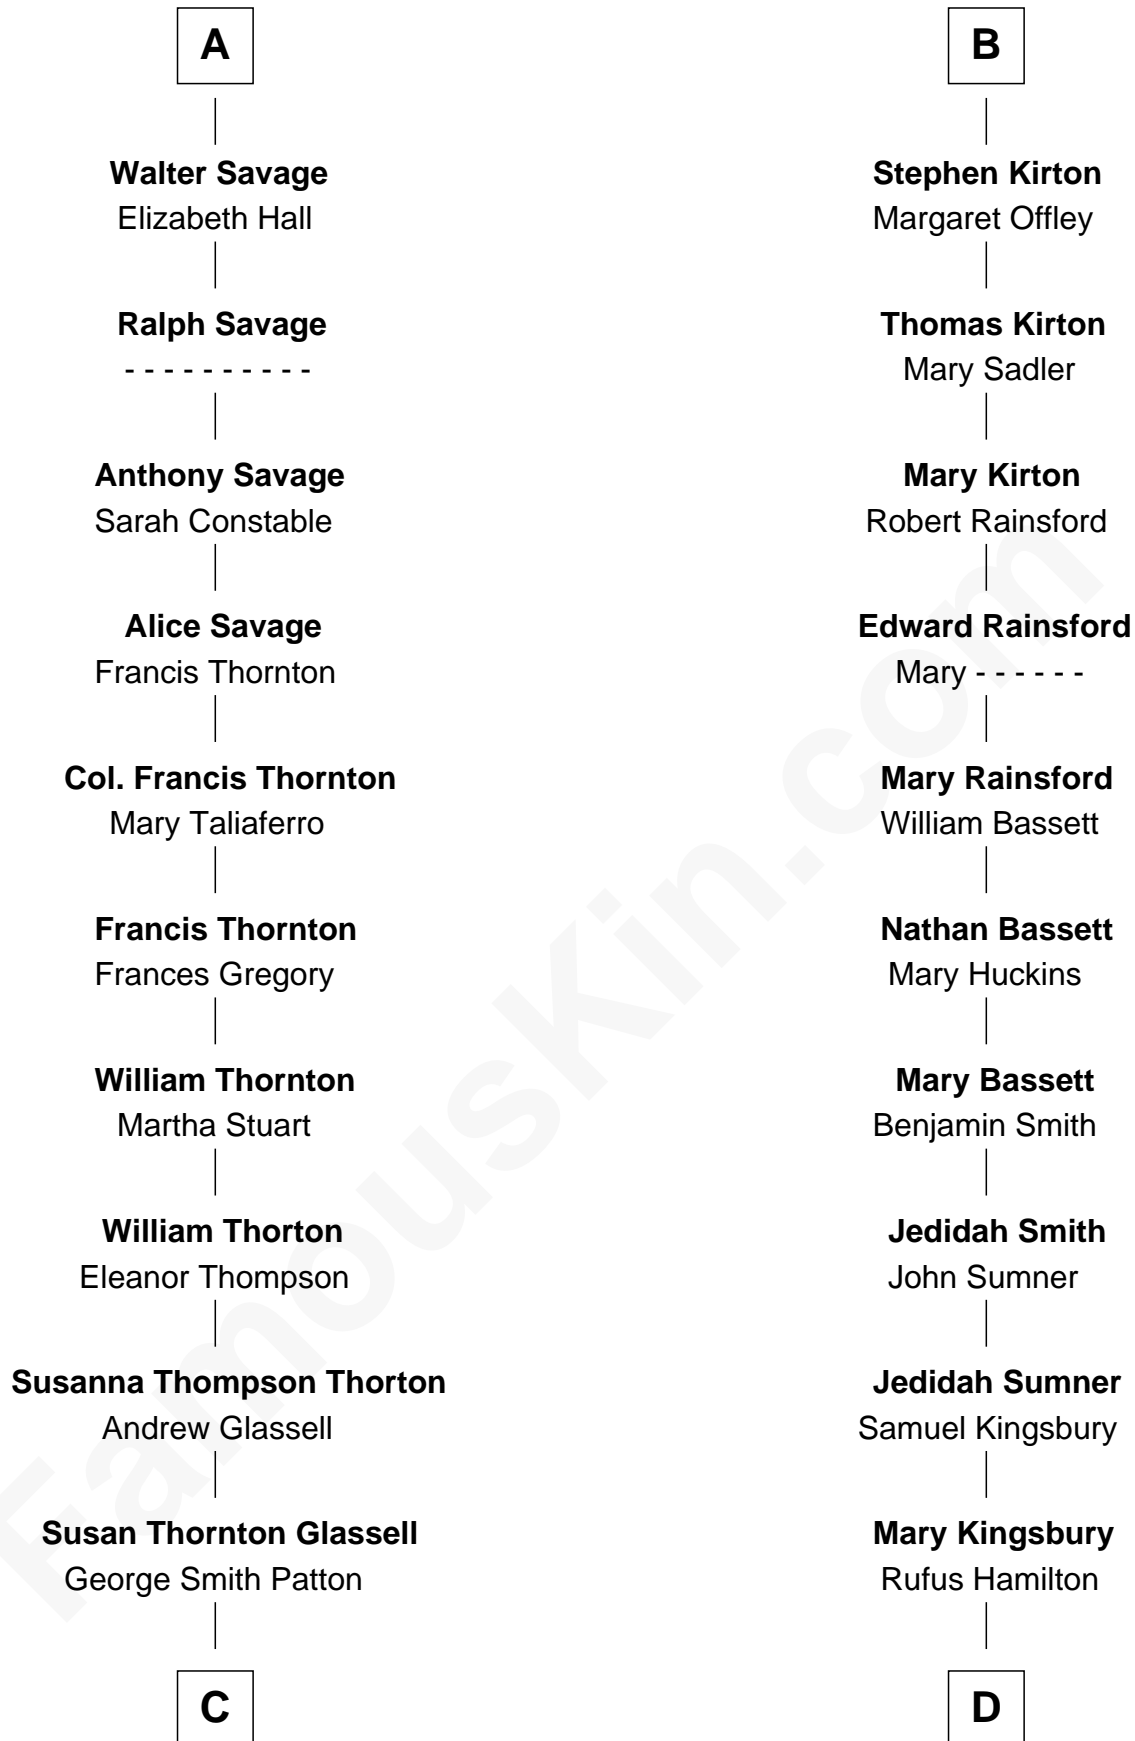 A
Walter Savage
Elizabeth Hall
Ralph Savage
- - - - - - - - - -
Anthony Savage
Sarah Constable
Alice Savage
Francis Thornton
Col. Francis Thornton
Mary Taliaferro
Francis Thornton
Frances Gregory
William Thornton
Martha Stuart
William Thorton
Eleanor Thompson
Susanna Thompson Thorton
Andrew Glassell
Susan Thornton Glassell
George Smith Patton
C
B
Stephen Kirton
Margaret Offley
Thomas Kirton
Mary Sadler
Mary Kirton
Robert Rainsford
Edward Rainsford
Mary - - - - - -
Mary Rainsford
William Bassett
Nathan Bassett
Mary Huckins
Mary Bassett
Benjamin Smith
Jedidah Smith
John Sumner
Jedidah Sumner
Samuel Kingsbury
Mary Kingsbury
Rufus Hamilton
D
FamousKin.com